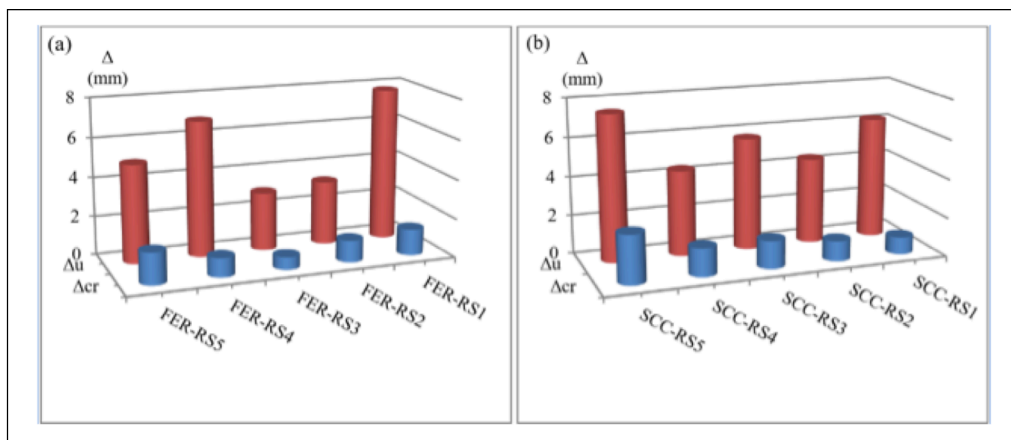 (a)
Δ
(mm)
8
6
4
2
0
Δu
Δcr
FER-RS5
FER-RS4
FER-RS3
FER-RS2
FER-RS1
(b)
Δ
(mm)
8
6
4
2
0
Δu
Δcr
SCC-RS5
SCC-RS4
SCC-RS3
SCC-RS2
SCC-RS1